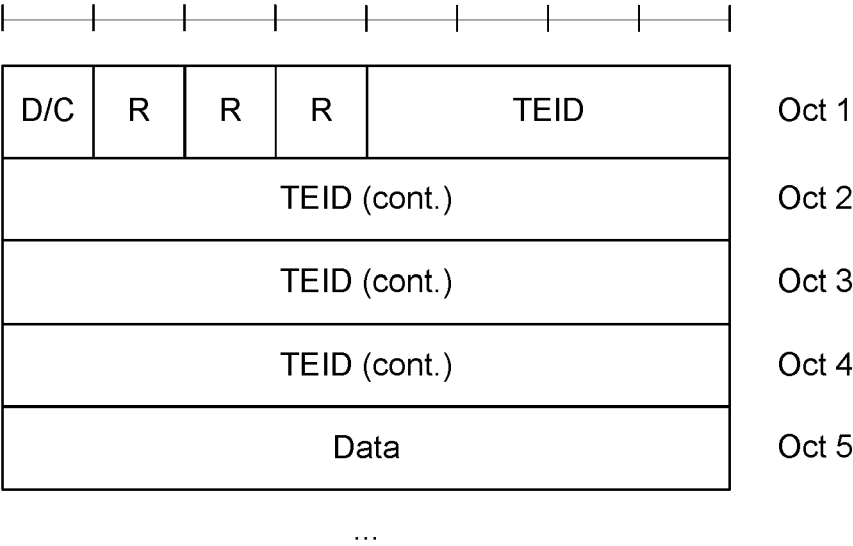 D/C R R R TEID Oct 1
TEID (cont.) Oct 2
TEID (cont.) Oct 3
TEID (cont.) Oct 4
Data Oct 5
...